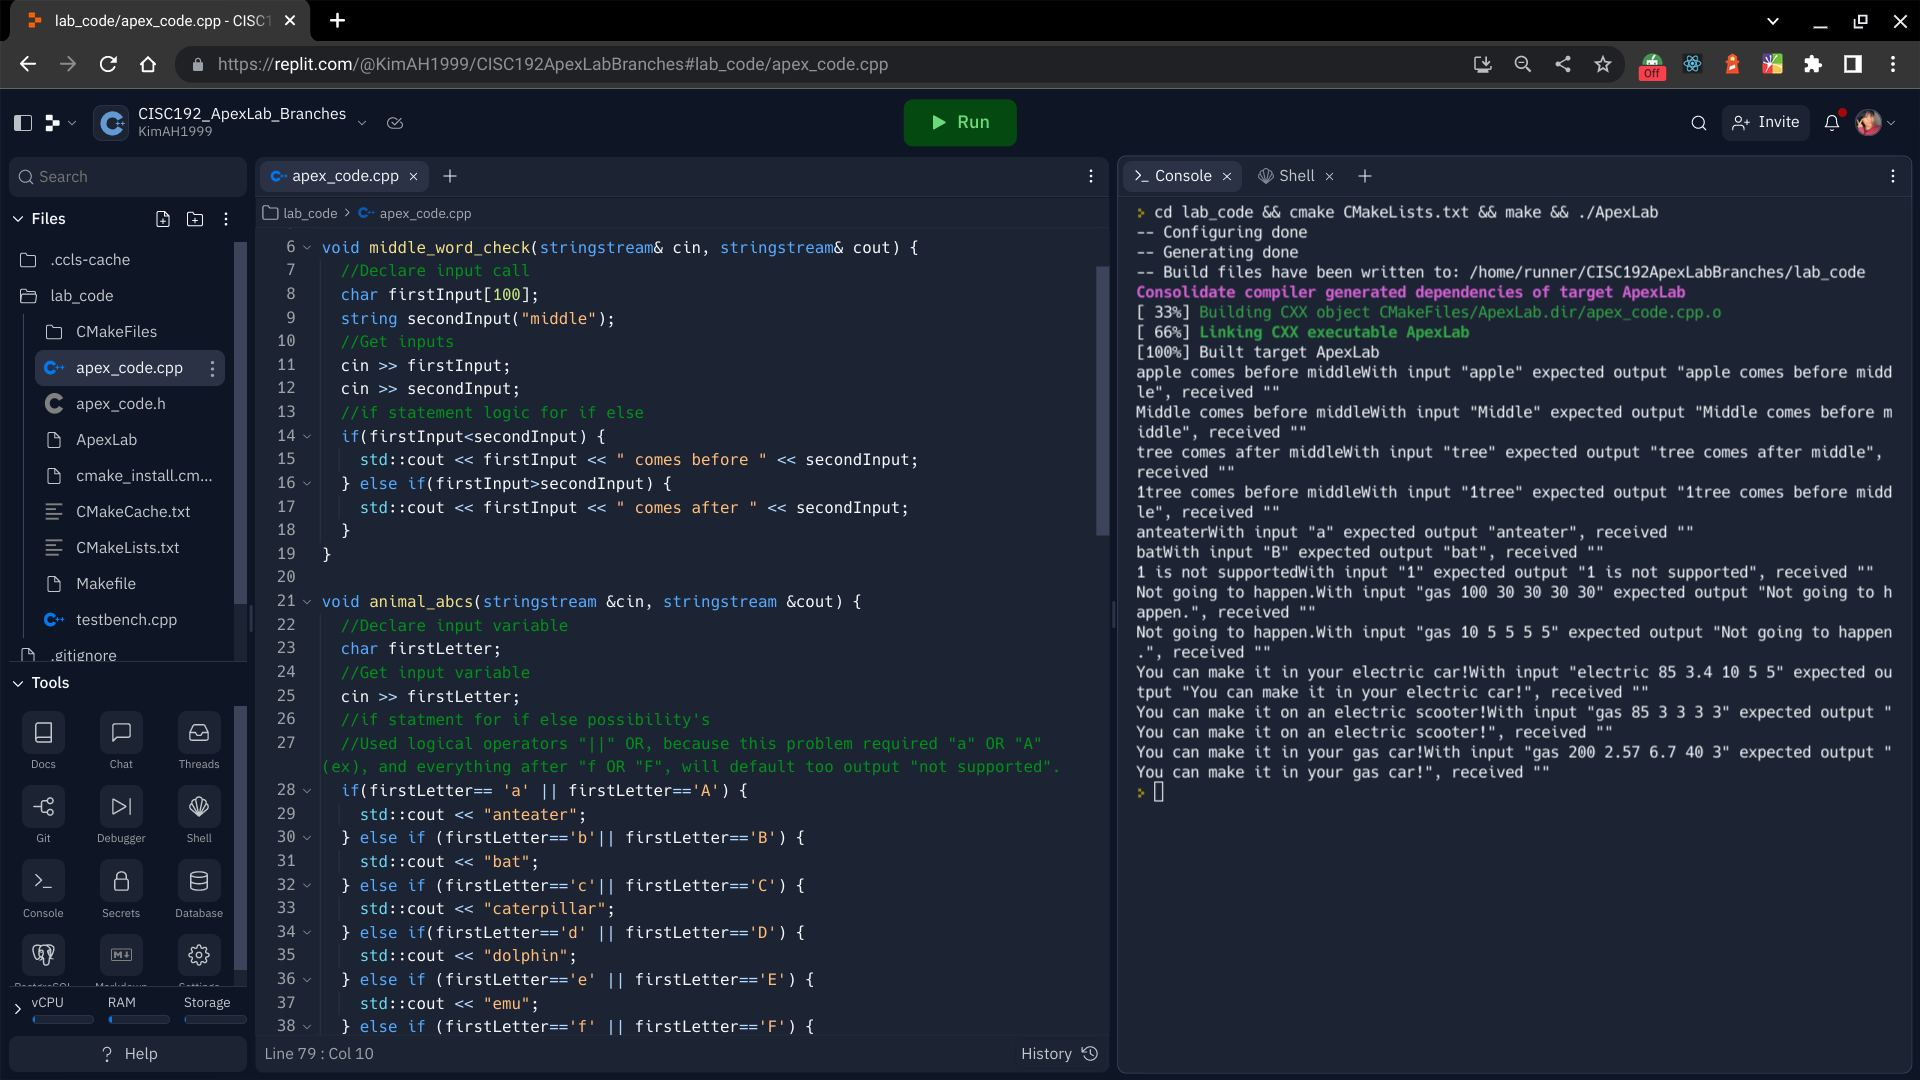 lab_code/apex_code.cpp - CISC1
https://replit.com/@KimAH1999/CISC192ApexLabBranches#lab_code/apex_code.cpp
Off
CISC192_ApexLab_Branches
KimAH1999
Run
Invite
Search
Files
.ccls-cache
lab_code
CMakeFiles
apex_code.cpp
apex_code.h
ApexLab
cmake_install.cm...
CMakeCache.txt
CMakeLists.txt
Makefile
testbench.cpp
.gitignore
Tools
Docs
Chat
Threads
Git
Debugger
Shell
Console
Secrets
Database
PostgreSQL
Markdown
Settings
vCPU
RAM
Storage
? Help
apex_code.cpp
lab_code > apex_code.cpp
6 void middle_word_check(stringstream& cin, stringstream& cout) {
7 //Declare input call
8 char firstInput[100];
9 string secondInput("middle");
10 //Get inputs
11 cin >> firstInput;
12 cin >> secondInput;
13 //if statement logic for if else
14 if(firstInput<secondInput) {
15 std::cout << firstInput << " comes before " << secondInput;
16 } else if(firstInput>secondInput) {
17 std::cout << firstInput << " comes after " << secondInput;
18 }
19 }
20
21 void animal_abcs(stringstream &cin, stringstream &cout) {
22 //Declare input variable
23 char firstLetter;
24 //Get input variable
25 cin >> firstLetter;
26 //if statment for if else possibility's
27 //Used logical operators "||" OR, because this problem required "a" OR "A"
(ex), and everything after "f OR "F", will default too output "not supported".
28 if(firstLetter== 'a' || firstLetter=='A') {
29 std::cout << "anteater";
30 } else if (firstLetter=='b'|| firstLetter=='B') {
31 std::cout << "bat";
32 } else if (firstLetter=='c'|| firstLetter=='C') {
33 std::cout << "caterpillar";
34 } else if(firstLetter=='d' || firstLetter=='D') {
35 std::cout << "dolphin";
36 } else if (firstLetter=='e' || firstLetter=='E') {
37 std::cout << "emu";
38 } else if (firstLetter=='f' || firstLetter=='F') {
Line 79 : Col 10
History
Console
Shell
cd lab_code && cmake CMakeLists.txt && make && ./ApexLab
-- Configuring done
-- Generating done
-- Build files have been written to: /home/runner/CISC192ApexLabBranches/lab_code
Consolidate compiler generated dependencies of target ApexLab
[ 33%] Building CXX object CMakeFiles/ApexLab.dir/apex_code.cpp.o
[ 66%] Linking CXX executable ApexLab
[100%] Built target ApexLab
apple comes before middleWith input "apple" expected output "apple comes before midd
le", received ""
Middle comes before middleWith input "Middle" expected output "Middle comes before m
iddle", received ""
tree comes after middleWith input "tree" expected output "tree comes after middle",
received ""
1tree comes before middleWith input "1tree" expected output "1tree comes before midd
le", received ""
anteaterWith input "a" expected output "anteater", received ""
batWith input "B" expected output "bat", received ""
1 is not supportedWith input "1" expected output "1 is not supported", received ""
Not going to happen.With input "gas 100 30 30 30 30" expected output "Not going to h
appen.", received ""
Not going to happen.With input "gas 10 5 5 5 5" expected output "Not going to happen
.", received ""
You can make it in your electric car!With input "electric 85 3.4 10 5 5" expected ou
tput "You can make it in your electric car!", received ""
You can make it on an electric scooter!With input "gas 85 3 3 3 3" expected output "
You can make it on an electric scooter!", received ""
You can make it in your gas car!With input "gas 200 2.57 6.7 40 3" expected output "
You can make it in your gas car!", received ""